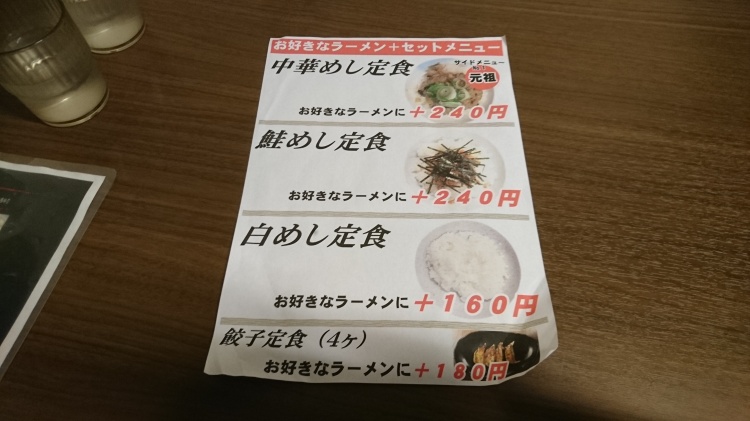 お好きなラーメン+セットメニュー
中華めし定食
サイドメニュー
元祖
お好きなラーメンに+240円
鮭めし定食
お好きなラーメンに+240円
白めし定食
お好きなラーメンに+160円
餃子定食(4ヶ)
お好きなラーメンに+180円